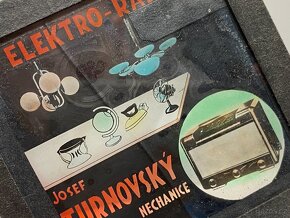 ELEKTRO-RA
JOSEF
TURNOVSKÝ
NECHANICE